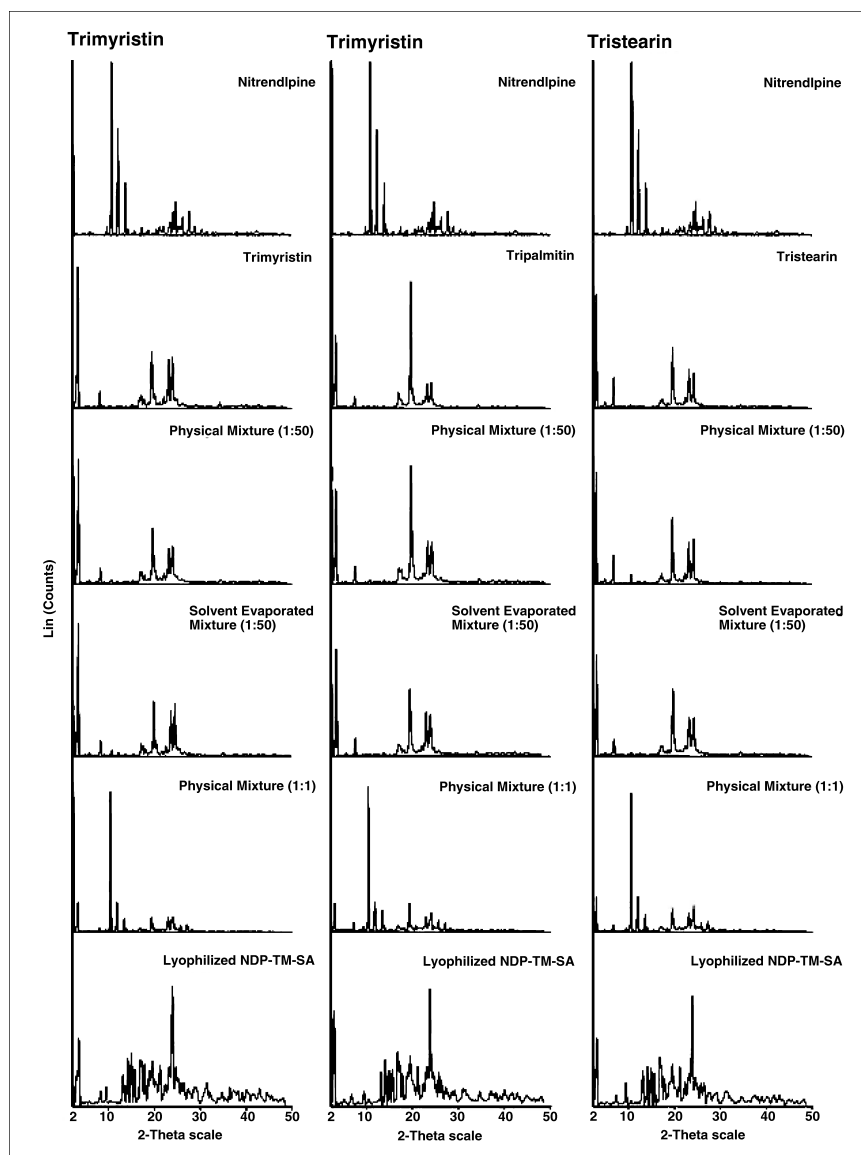 Trimyristin
Trimyristin
Tristearin
NitrendIpine
NitrendIpine
NitrendIpine
Trimyristin
Tripalmitin
Tristearin
Physical Mixture (1:50)
Physical Mixture (1:50)
Physical Mixture (1:50)
Lin (Counts)
Solvent Evaporated
Mixture (1:50)
Solvent Evaporated
Mixture (1:50)
Solvent Evaporated
Mixture (1:50)
Physical Mixture (1:1)
Physical Mixture (1:1)
Physical Mixture (1:1)
Lyophilized NDP-TM-SA
Lyophilized NDP-TM-SA
Lyophilized NDP-TM-SA
2 10 20 30 40 50
2 10 20 30 40 50
2 10 20 30 40 50
2-Theta scale
2-Theta scale
2-Theta scale